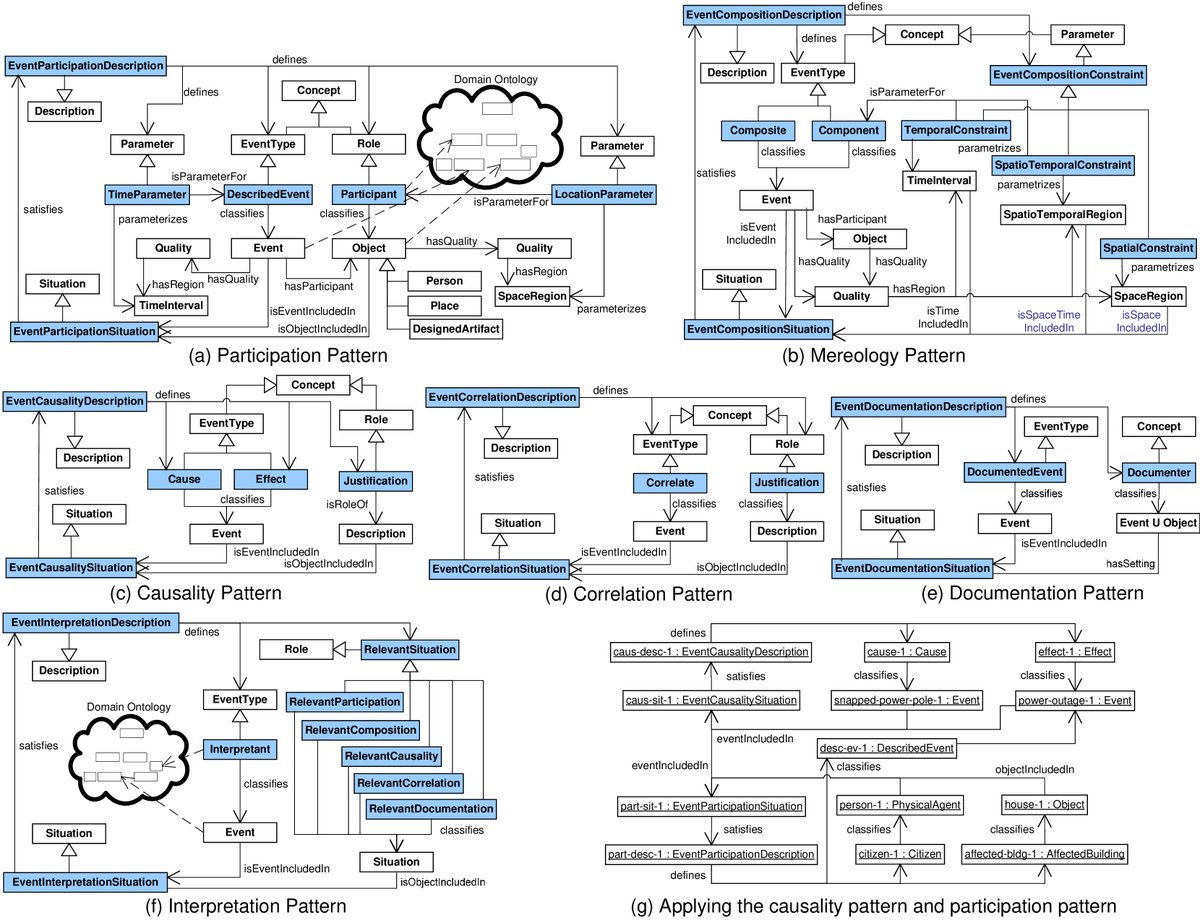 EventParticipationDescription
defines
Description
defines
Concept
Domain Ontology
Parameter
EventType
Role
Parameter
isParameterFor
TimeParameter
DescribedEvent
Participant
LocationParameter
isParameterFor
satisfies
parameterizes
classifies
classifies
Quality
Event
Object
hasQuality
Quality
hasRegion
hasQuality
hasParticipant
hasRegion
Situation
Person
TimeInterval
Place
SpaceRegion
isEventIncludedIn
parameterizes
EventParticipationSituation
isObjectIncludedIn
DesignedArtifact
(a) Participation Pattern
EventCompositionDescription
defines
defines
Concept
Parameter
Description
EventType
EventCompositionConstraint
isParameterFor
Composite
Component
TemporalConstraint
classifies
classifies
parametrizes
SpatioTemporalConstraint
satisfies
TimeInterval
parametrizes
Event
SpatioTemporalRegion
isEvent
IncludedIn
hasParticipant
Object
SpatialConstraint
hasQuality
hasQuality
parametrizes
Situation
Quality
hasRegion
SpaceRegion
isTime
IncludedIn
isSpaceTime
IncludedIn
isSpace
IncludedIn
EventCompositionSituation
(b) Mereology Pattern
EventCausalityDescription
defines
Concept
EventType
Role
Description
Cause
Effect
Justification
satisfies
classifies
isRoleOf
Situation
Event
Description
isEventIncludedIn
EventCausalitySituation
isObjectIncludedIn
(c) Causality Pattern
EventCorrelationDescription
defines
Concept
Description
EventType
Role
satisfies
Correlate
Justification
classifies
classifies
Situation
Event
Description
isEventIncludedIn
EventCorrelationSituation
isObjectIncludedIn
(d) Correlation Pattern
EventDocumentationDescription
defines
EventType
Concept
Description
DocumentedEvent
Documenter
satisfies
classifies
classifies
Situation
Event
Event U Object
isEventIncludedIn
EventDocumentationSituation
hasSetting
(e) Documentation Pattern
EventInterpretationDescription
defines
Role
RelevantSituation
Description
EventType
RelevantParticipation
Domain Ontology
RelevantComposition
satisfies
Interpretant
RelevantCausality
classifies
RelevantCorrelation
RelevantDocumentation
Situation
Event
classifies
Situation
isEventIncludedIn
EventInterpretationSituation
isObjectIncludedIn
(f) Interpretation Pattern
defines
caus-desc-1 : EventCausalityDescription
cause-1 : Cause
effect-1 : Effect
satisfies
classifies
classifies
caus-sit-1 : EventCausalitySituation
snapped-power-pole-1 : Event
power-outage-1 : Event
eventIncludedIn
desc-ev-1 : DescribedEvent
eventIncludedIn
classifies
objectIncludedIn
part-sit-1 : EventParticipationSituation
person-1 : PhysicalAgent
house-1 : Object
satisfies
classifies
classifies
part-desc-1 : EventParticipationDescription
citizen-1 : Citizen
affected-bldg-1 : AffectedBuilding
defines
(g) Applying the causality pattern and participation pattern